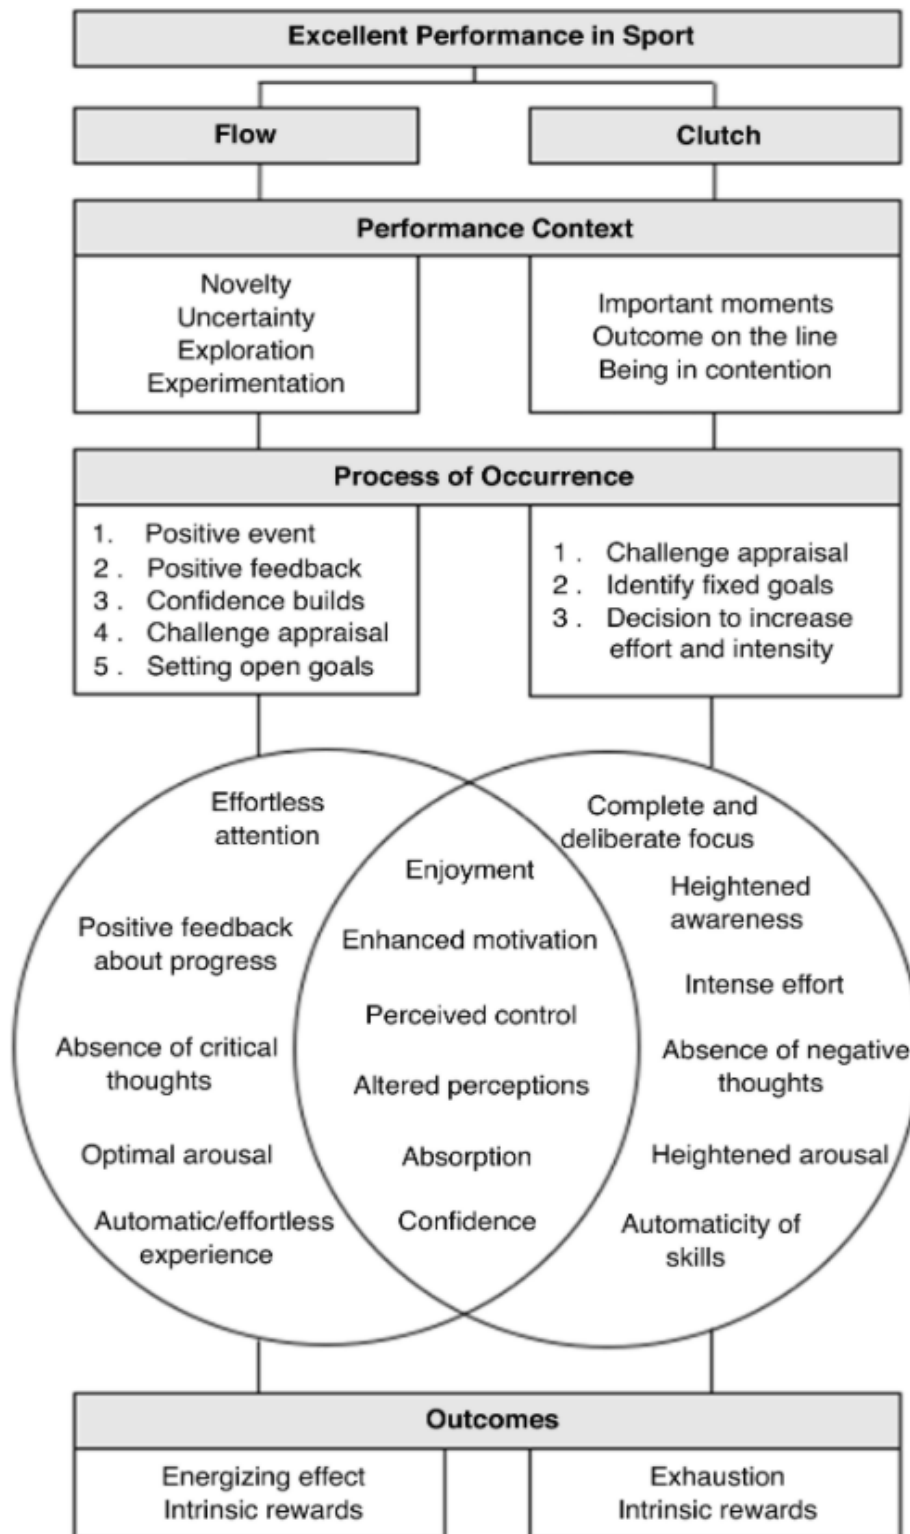 Excellent Performance in Sport
Flow
Clutch
Performance Context
Novelty
Uncertainty
Exploration
Experimentation
Important moments
Outcome on the line
Being in contention
Process of Occurrence
1. Positive event
2 . Positive feedback
3 . Confidence builds
4 . Challenge appraisal
5 . Setting open goals
1 . Challenge appraisal
2 . Identify fixed goals
3 . Decision to increase
effort and intensity
Effortless
attention
Positive feedback
about progress
Absence of critical
thoughts
Optimal arousal
Automatic/effortless
experience
Enjoyment
Enhanced motivation
Perceived control
Altered perceptions
Absorption
Confidence
Complete and
deliberate focus
Heightened
awareness
Intense effort
Absence of negative
thoughts
Heightened arousal
Automaticity of
skills
Outcomes
Energizing effect
Intrinsic rewards
Exhaustion
Intrinsic rewards